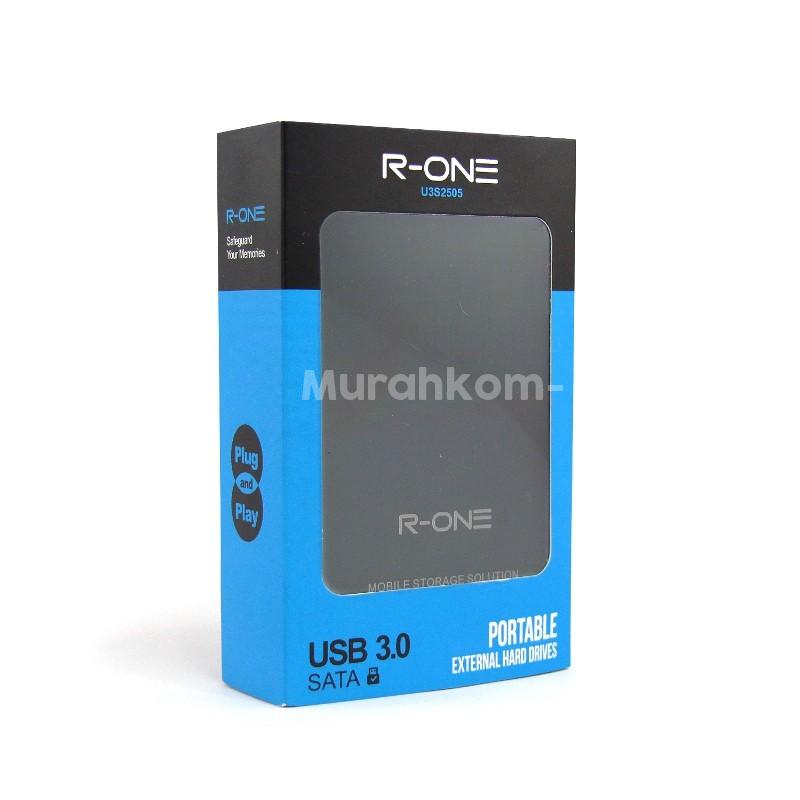 R-ONE
U3S2505
R-ONE
Safeguard
Your Memories
Murahkom-
Plug
and
Play
R-ONE
MOBILE STORAGE SOLUTION
USB 3.0
SATA
PORTABLE
EXTERNAL HARD DRIVES